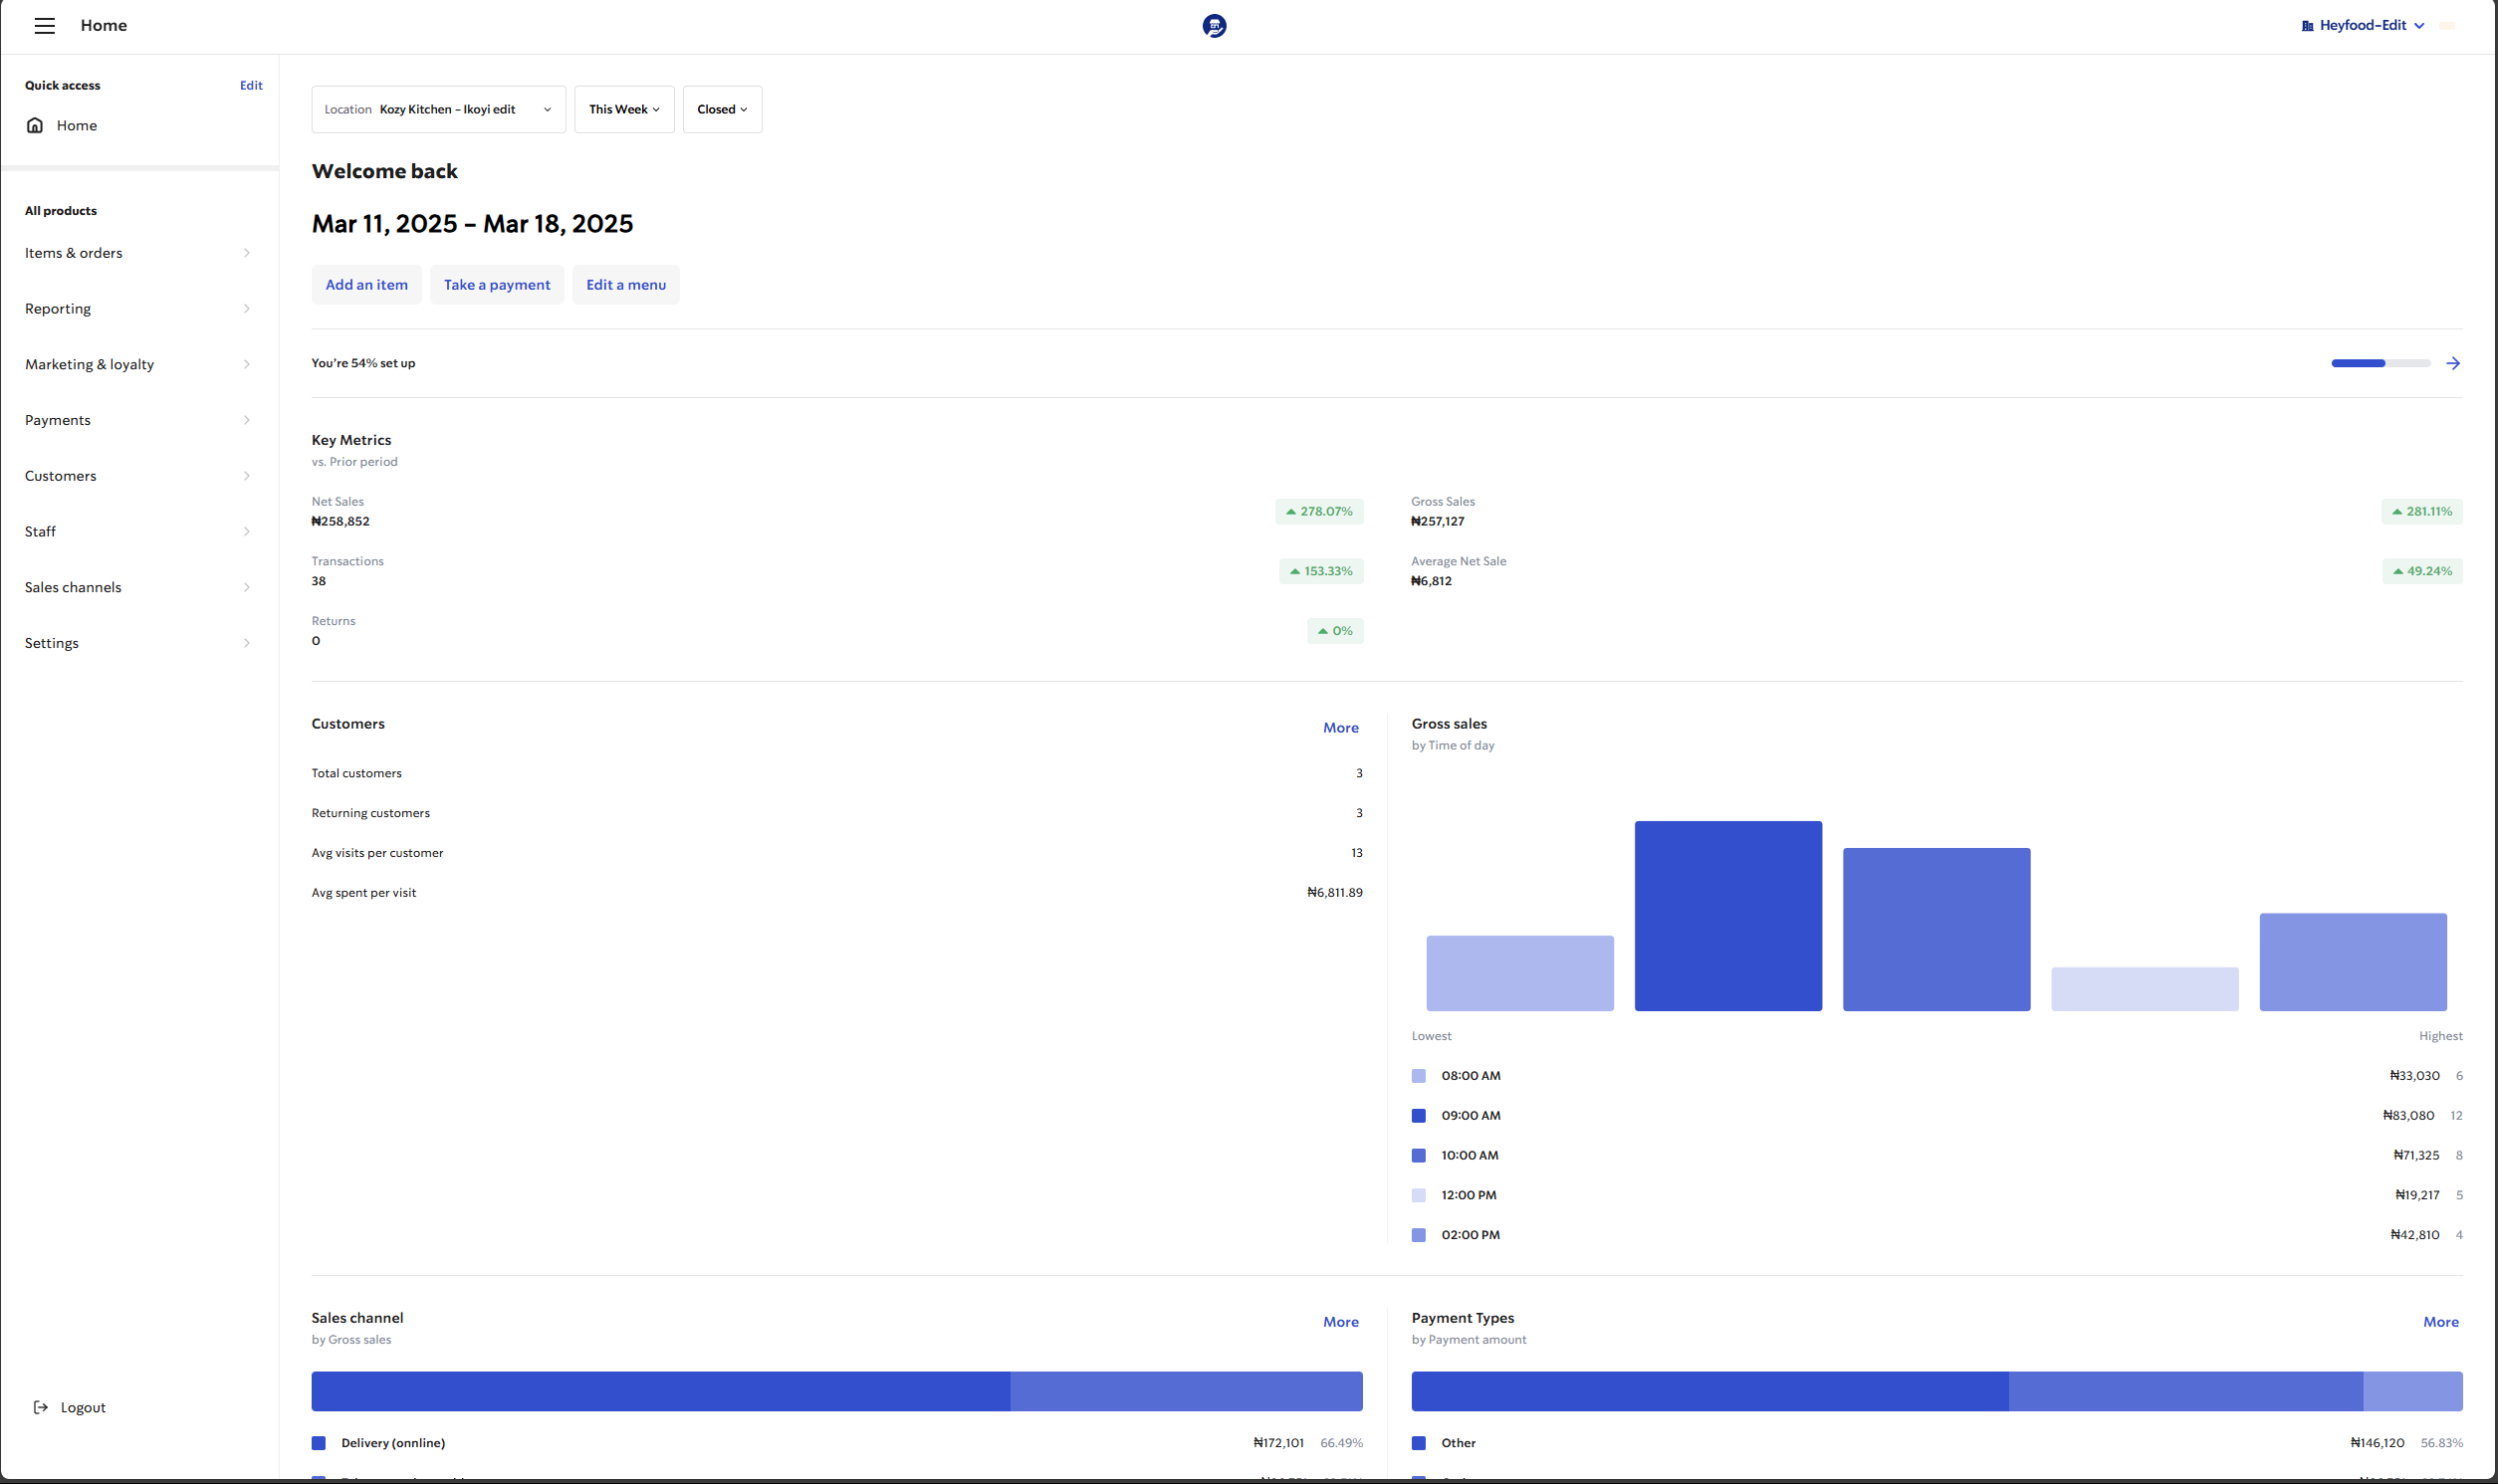 Home
Heyfood-Edit
Quick access
Edit
Home
All products
Items & orders
Reporting
Marketing & loyalty
Payments
Customers
Staff
Sales channels
Settings
Logout
Location Kozy Kitchen - Ikoyi edit
This Week
Closed
Welcome back
Mar 11, 2025 – Mar 18, 2025
Add an item
Take a payment
Edit a menu
You're 54% set up
Key Metrics
vs. Prior period
Net Sales
₦258,852
278.07%
Gross Sales
₦257,127
281.11%
Transactions
38
153.33%
Average Net Sale
₦6,812
49.24%
Returns
0
0%
Customers
More
Total customers 3
Returning customers 3
Avg visits per customer 13
Avg spent per visit ₦6,811.89
Gross sales
by Time of day
Lowest Highest
08:00 AM ₦33,030 6
09:00 AM ₦83,080 12
10:00 AM ₦71,325 8
12:00 PM ₦19,217 5
02:00 PM ₦42,810 4
Sales channel
More
by Gross sales
Delivery (onnline) ₦172,101 66.49%
Payment Types
More
by Payment amount
Other ₦146,120 56.83%